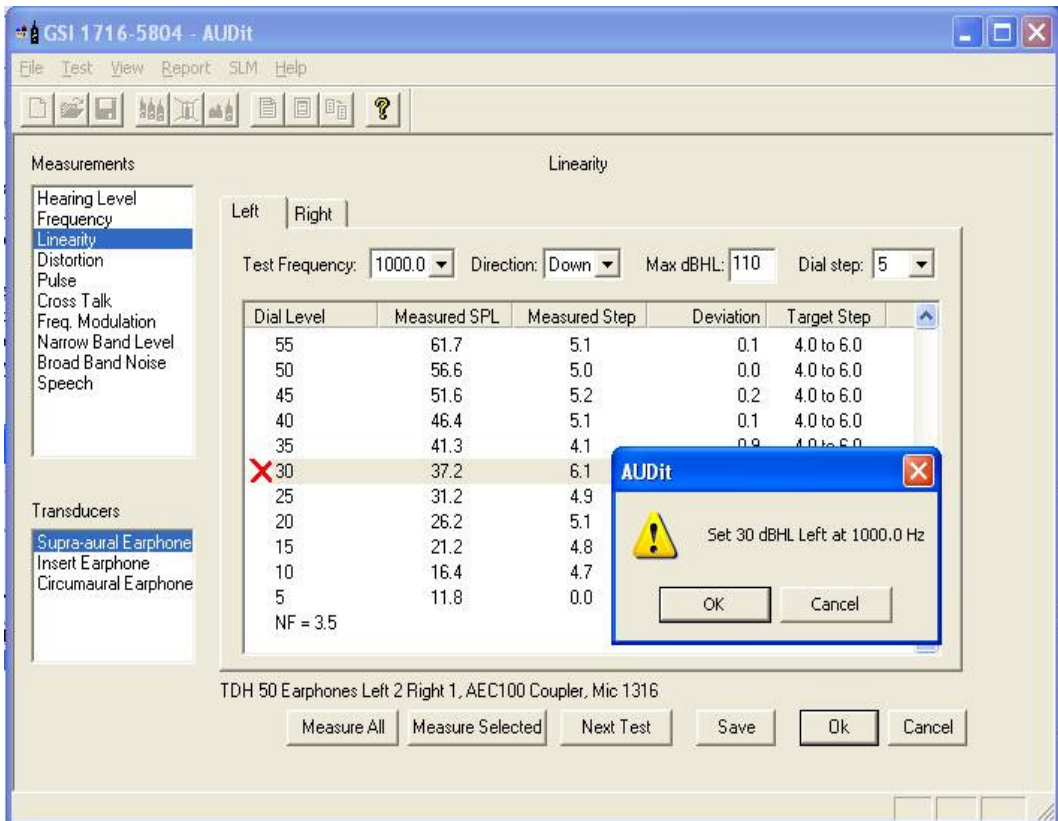 GSI 1716-5804 - AUDit
File Test View Report SLM Help
Measurements
Linearity
Hearing Level
Frequency
Linearity
Distortion
Pulse
Cross Talk
Freq. Modulation
Narrow Band Level
Broad Band Noise
Speech
Transducers
Supra-aural Earphone
Insert Earphone
Circumaural Earphone
Left Right
Test Frequency: 1000.0 Direction: Down Max dBHL: 110 Dial step: 5
Dial Level Measured SPL Measured Step Deviation Target Step
55 61.7 5.1 0.1 4.0 to 6.0
50 56.6 5.0 0.0 4.0 to 6.0
45 51.6 5.2 0.2 4.0 to 6.0
40 46.4 5.1 0.1 4.0 to 6.0
35 41.3 4.1 0.9 4.0 to 6.0
30 37.2 6.1
25 31.2 4.9
20 26.2 5.1
15 21.2 4.8
10 16.4 4.7
5 11.8 0.0
NF = 3.5
AUDit
Set 30 dBHL Left at 1000.0 Hz
OK Cancel
TDH 50 Earphones Left 2 Right 1, AEC100 Coupler, Mic 1316
Measure All Measure Selected Next Test Save Ok Cancel